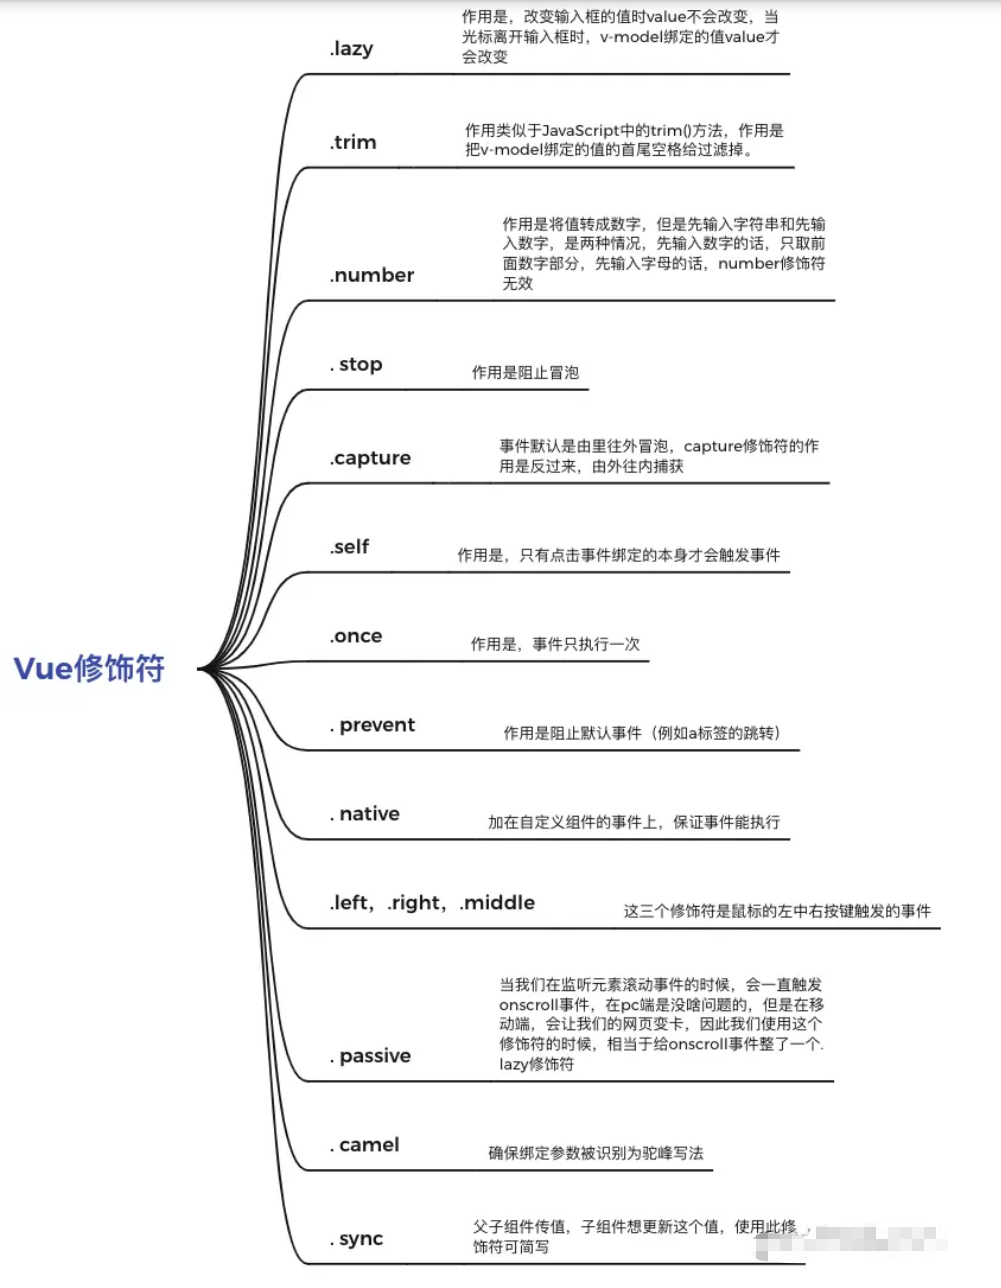 作用是，改变输入框的值时value不会改变，当
光标离开输入框时，v-model绑定的值value才
会改变
.lazy
作用类似于JavaScript中的trim()方法，作用是
把v-model绑定的值的首尾空格给过滤掉。
.trim
作用是将值转成数字，但是先输入字符串和先输
入数字，是两种情况，先输入数字的话，只取前
面数字部分，先输入字母的话，number修饰符
无效
.number
. stop
作用是阻止冒泡
事件默认是由里往外冒泡，capture修饰符的作
用是反过来，由外往内捕获
.capture
.self
作用是，只有点击事件绑定的本身才会触发事件
.once
作用是，事件只执行一次
Vue修饰符
. prevent
作用是阻止默认事件（例如a标签的跳转）
. native
加在自定义组件的事件上，保证事件能执行
.left，.right，.middle
这三个修饰符是鼠标的左中右按键触发的事件
当我们在监听元素滚动事件的时候，会一直触发
onscroll事件，在pc端是没啥问题的，但是在移
动端，会让我们的网页变卡，因此我们使用这个
修饰符的时候，相当于给onscroll事件整了一个.
lazy修饰符
. passive
. camel
确保绑定参数被识别为驼峰写法
父子组件传值，子组件想更新这个值，使用此修
饰符可简写
. sync